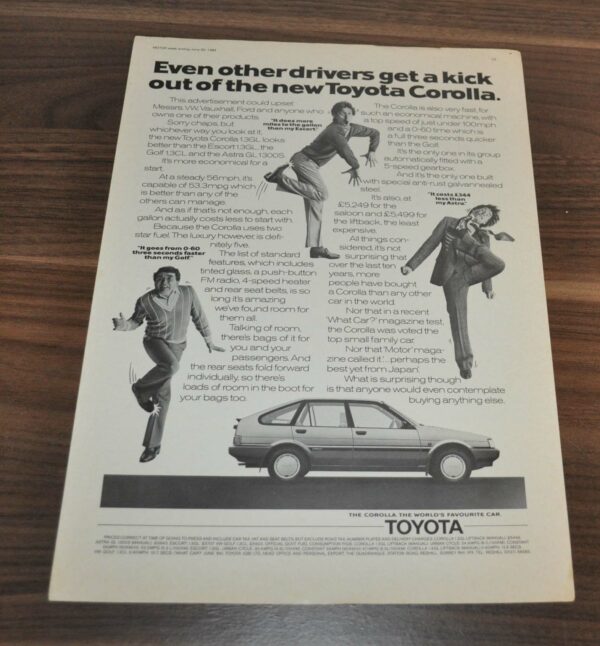 MOTOR week ending June 30, 1984
Even other drivers get a kick
out of the new Toyota Corolla.
This advertisement could upset
Messrs. VW, Vauxhall, Ford and anyone who
owns one of their products.
Sorry chaps, but
whichever way you look at it,
the new Toyota Corolla 1.3GL, looks
better than the Escort 1.3GL, the
Golf 1.3CL and the Astra GL 1300S.
It's more economical for a
start.
At a steady 56mph, it's
capable of 53.3mpg which
is better than any of the
others can manage.
And as if that's not enough, each
gallon actually costs less to start with.
Because the Corolla uses two
star fuel. The luxury however is defi-
nitely five.
The list of standard
features, which includes
tinted glass, a push-button
FM radio, 4-speed heater
and rear seat belts, is so
long it's amazing
we've found room for
them all.
Talking of room,
there's bags of it for
you and your
passengers. And
the rear seats fold forward
individually, so there's
loads of room in the boot for
your bags too.
"It does more
miles to the gallon
than my Escort"
"It goes from 0-60
three seconds faster
than my Golf"
The Corolla is also very fast, for
such an economical machine, with
a top speed of just under 100mph
and a 0-60 time which is
a full three seconds quicker
than the Golf.
It's the only one in its group
automatically fitted with a
5-speed gearbox.
And it's the only one built
with special anti-rust galvannealed
steel.
It's also, at
£5,249 for the
saloon and £5,499 for
the liftback, the least
expensive.
All things con-
sidered, it's not
surprising that
over the last ten
years, more
people have bought
a Corolla than any other
car in the world.
Nor that in a recent
'What Car?' magazine test,
the Corolla was voted the
top small family car.
Nor that 'Motor' maga-
zine called it '... perhaps the
best yet from Japan'.
What is surprising though
is that anyone would even contemplate
buying anything else.
"It costs £344
less than
my Astra"
THE COROLLA. THE WORLD'S FAVOURITE CAR.
TOYOTA